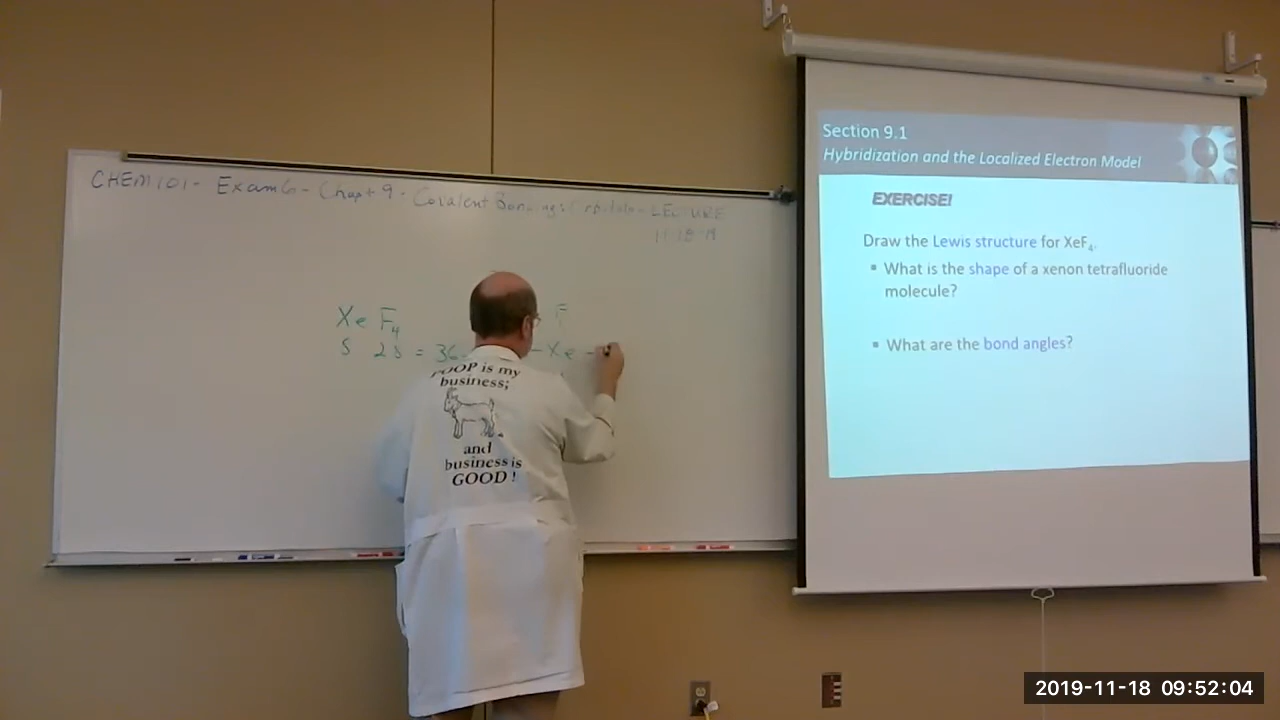 CHEM 101 - Exam 6 - Chapt 9 - Covalent Bonding: Orbitals - LECTURE
11-18-19
Xe F4
8 28 = 36
F
- Xe -
POOP is my
business;
and
business is
GOOD!
Section 9.1
Hybridization and the Localized Electron Model
EXERCISE!
Draw the Lewis structure for XeF4.
▪ What is the shape of a xenon tetrafluoride
molecule?
▪ What are the bond angles?
2019-11-18 09:52:04